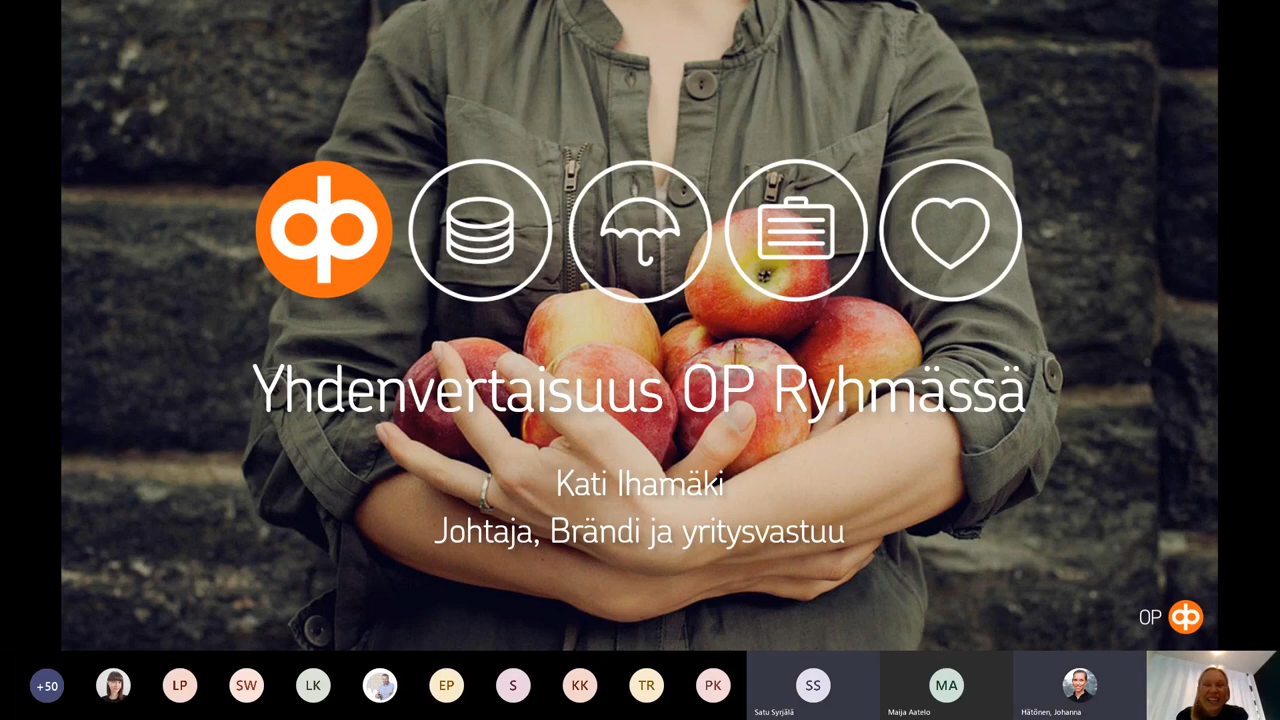 Yhdenvertaisuus OP Ryhmässä
Kati Ihamäki
Johtaja, Brändi ja yritysvastuu
OP
+50
LP
SW
LK
EP
S
KK
TR
PK
SS
Satu Syrjälä
MA
Maija Aatelo
Hätönen, Johanna